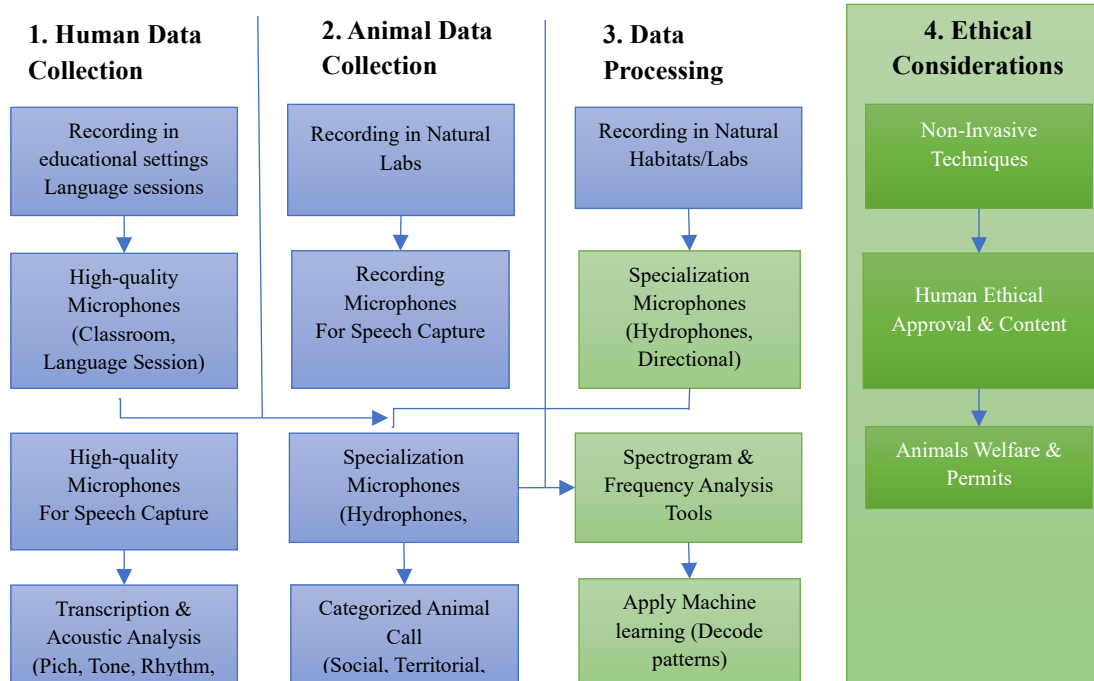 1. Human Data
Collection
Recording in
educational settings
Language sessions
High-quality
Microphones
(Classroom,
Language Session)
High-quality
Microphones
For Speech Capture
Transcription &
Acoustic Analysis
(Pich, Tone, Rhythm,
2. Animal Data
Collection
Recording in Natural
Labs
Recording
Microphones
For Speech Capture
Specialization
Microphones
(Hydrophones,
Categorized Animal
Call
(Social, Territorial,
3. Data
Processing
Recording in Natural
Habitats/Labs
Specialization
Microphones
(Hydrophones,
Directional)
Spectrogram &
Frequency Analysis
Tools
Apply Machine
learning (Decode
patterns)
4. Ethical
Considerations
Non-Invasive
Techniques
Human Ethical
Approval & Content
Animals Welfare &
Permits